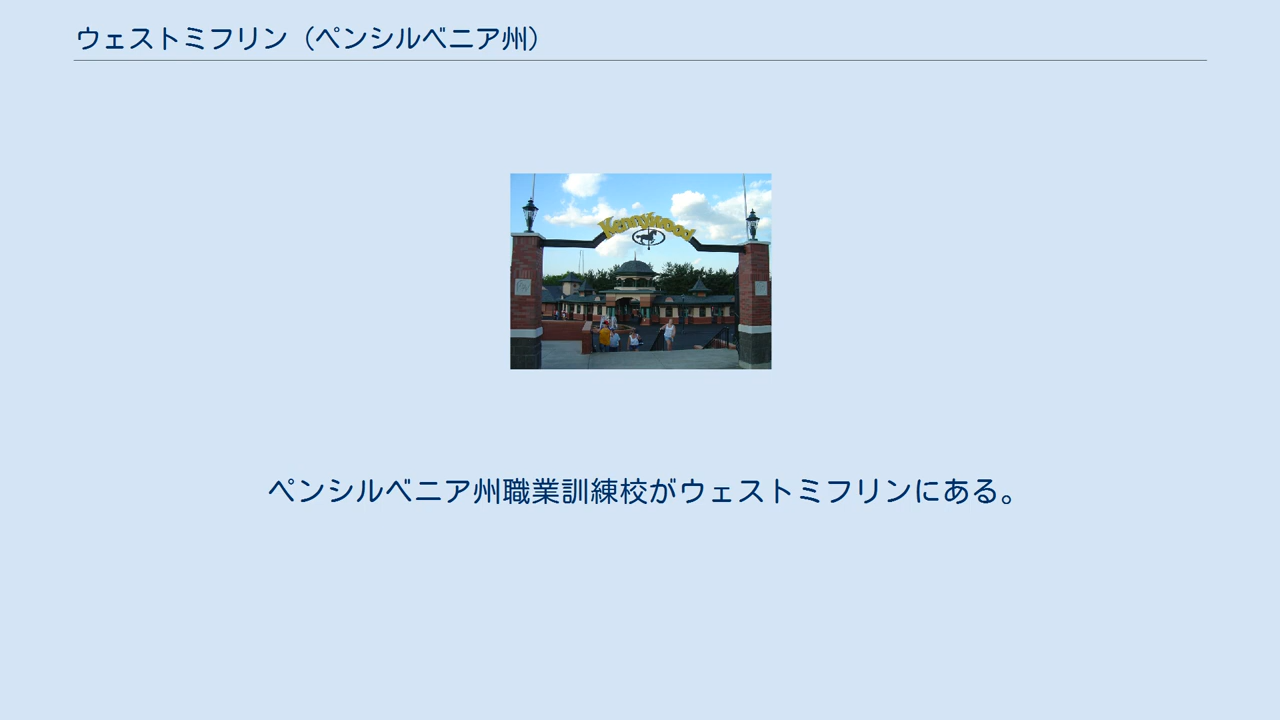 ウェストミフリン（ペンシルベニア州）
Kennywood
ペンシルベニア州職業訓練校がウェストミフリンにある。